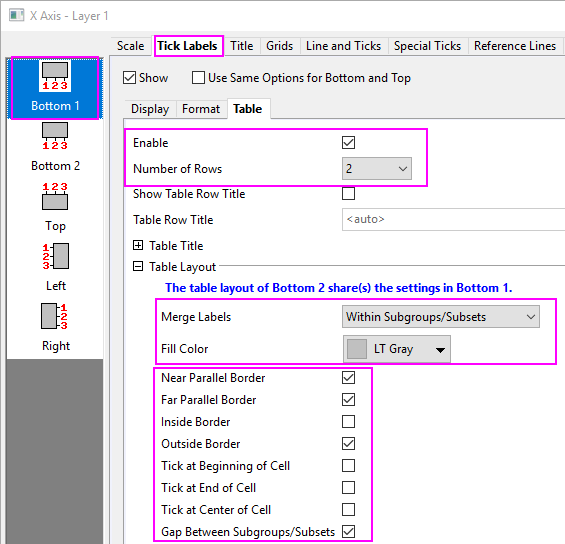 X Axis - Layer 1
Scale Tick Labels Title Grids Line and Ticks Special Ticks Reference Lines
Show Use Same Options for Bottom and Top
1 2 3
Bottom 1
1 2 3
Bottom 2
1 2 3
Top
1
2
3
Left
1
2
3
Right
Display Format Table
Enable
Number of Rows 2
Show Table Row Title
Table Row Title <auto>
Table Title
Table Layout
The table layout of Bottom 2 share(s) the settings in Bottom 1.
Merge Labels Within Subgroups/Subsets
Fill Color LT Gray
Near Parallel Border
Far Parallel Border
Inside Border
Outside Border
Tick at Beginning of Cell
Tick at End of Cell
Tick at Center of Cell
Gap Between Subgroups/Subsets